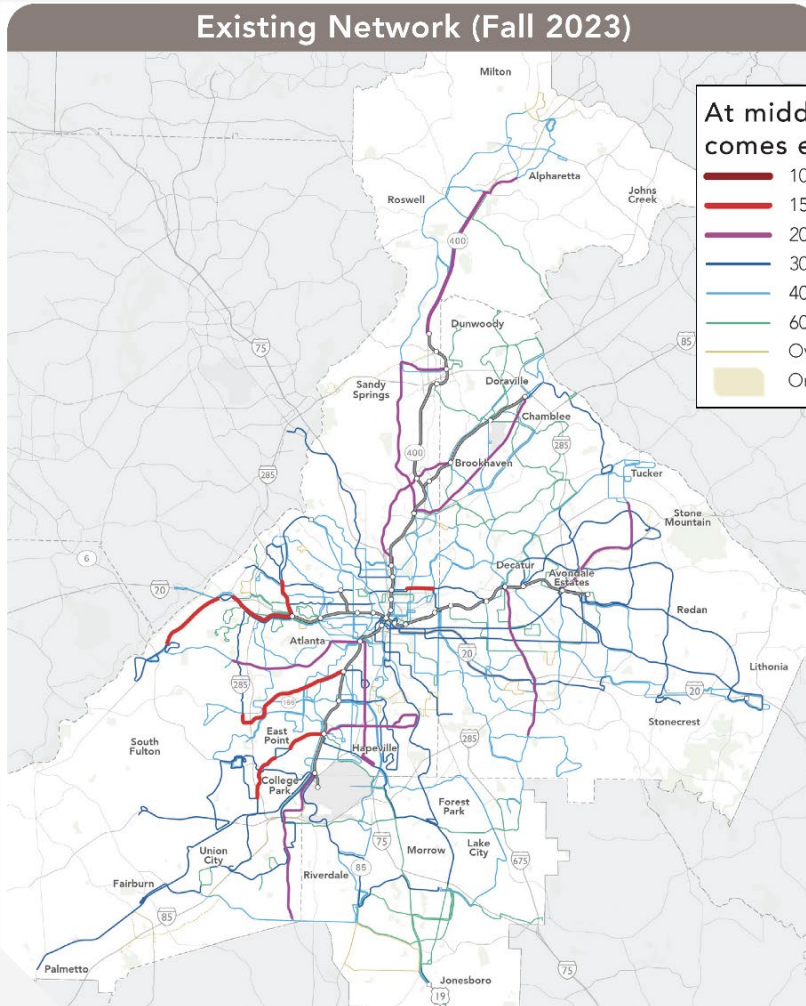 Existing Network (Fall 2023)
Milton
At midd
comes e
10
15
20
30
40
60
Ov
Or
Alpharetta
Roswell
Johns
Creek
400
Dunwoody
75
85
Sandy
Springs
Doraville
Chamble
400
285
Brookhaven
285
Tucker
Stone
Mountain
6
20
Decatur
Avondale
Estates
Redan
Atlanta
20
Lithonia
285
166
20
Stonecrest
East
Point
South
Fulton
Hapeville
285
College
Park
Forest
Park
75
Lake
City
Union
City
Morrow
675
85
Riverdale
Fairburn
85
Palmetto
75
Jonesboro
19